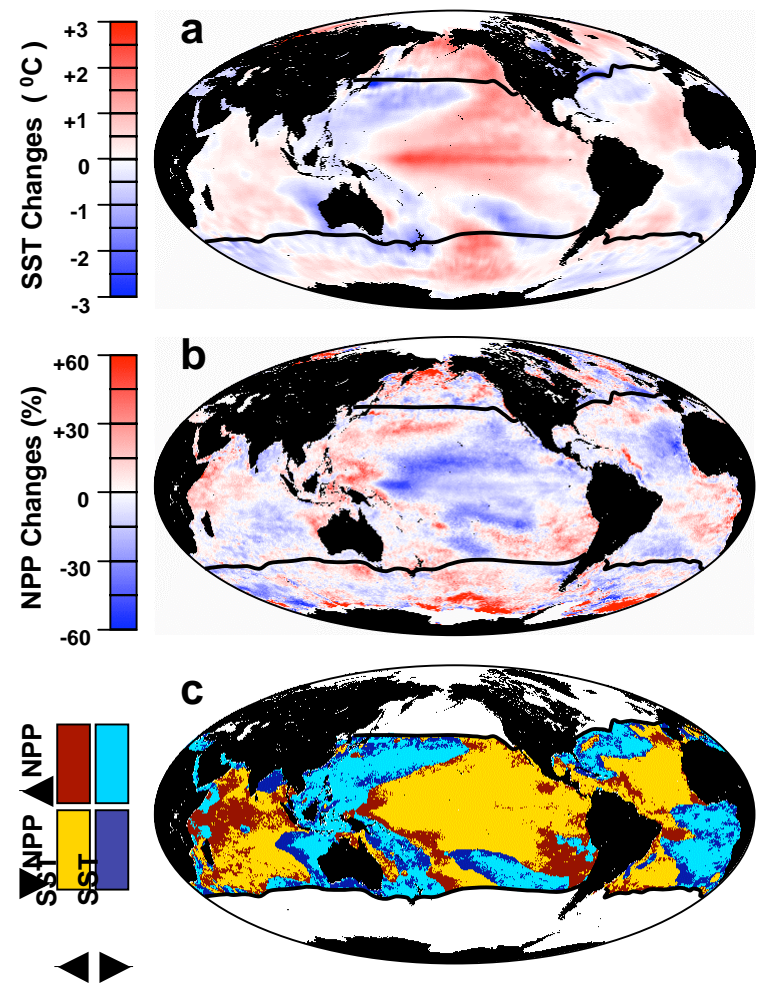 a
SST Changes ( ⁰C )
+3
+2
+1
0
-1
-2
-3
b
NPP Changes (%)
+60
+30
0
-30
-60
c
NPP
NPP
SST
SST